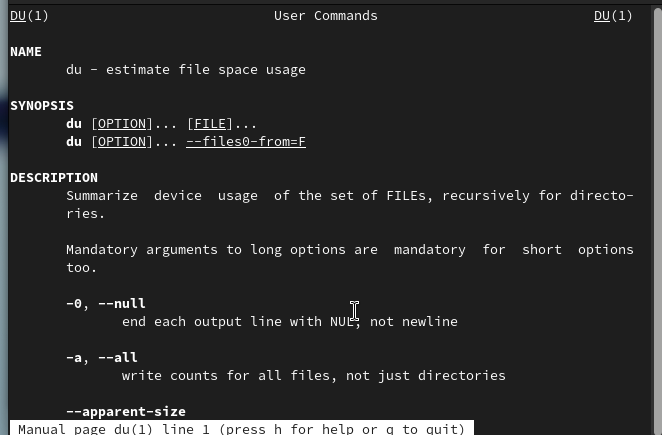 DU(1) User Commands DU(1)
NAME
du - estimate file space usage
SYNOPSIS
du [OPTION]... [FILE]...
du [OPTION]... --files0-from=F
DESCRIPTION
Summarize device usage of the set of FILEs, recursively for directo-
ries.
Mandatory arguments to long options are mandatory for short options
too.
-0, --null
end each output line with NUL, not newline
-a, --all
write counts for all files, not just directories
--apparent-size
Manual page du(1) line 1 (press h for help or q to quit)